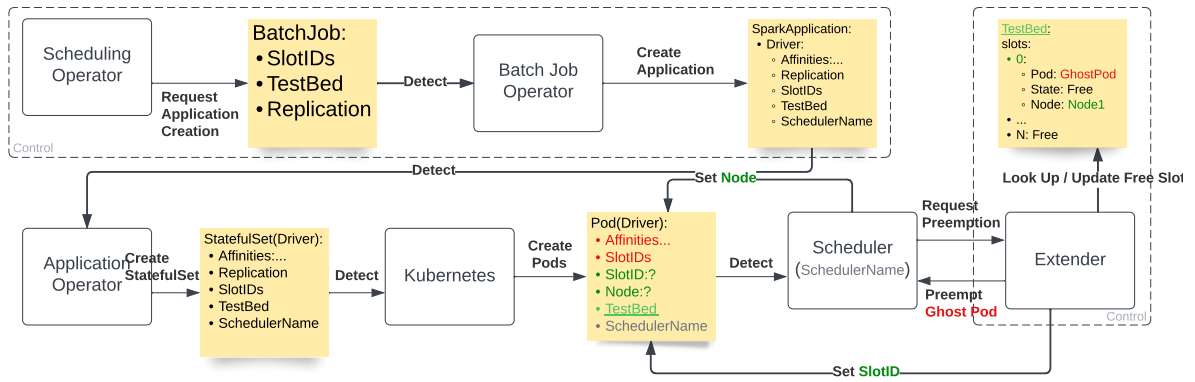 Scheduling
Operator
Request
Application
Creation
Control
BatchJob:
• SlotIDs
• TestBed
• Replication
Detect
Batch Job
Operator
Create
Application
SparkApplication:
• Driver:
◦ Affinities:...
◦ Replication
◦ SlotIDs
◦ TestBed
◦ SchedulerName
TestBed:
slots:
• 0:
◦ Pod: GhostPod
◦ State: Free
◦ Node: Node1
• ...
• N: Free
Detect
Set Node
Look Up / Update Free Slot
Application
Operator
Create
StatefulSet
StatefulSet(Driver):
• Affinities:...
• Replication
• SlotIDs
• TestBed
• SchedulerName
Detect
Kubernetes
Create
Pods
Pod(Driver):
• Affinities...
• SlotIDs
• SlotID:?
• Node:?
• TestBed
• SchedulerName
Detect
Scheduler
(SchedulerName)
Request
Preemption
Preempt
Ghost Pod
Extender
Control
Set SlotID